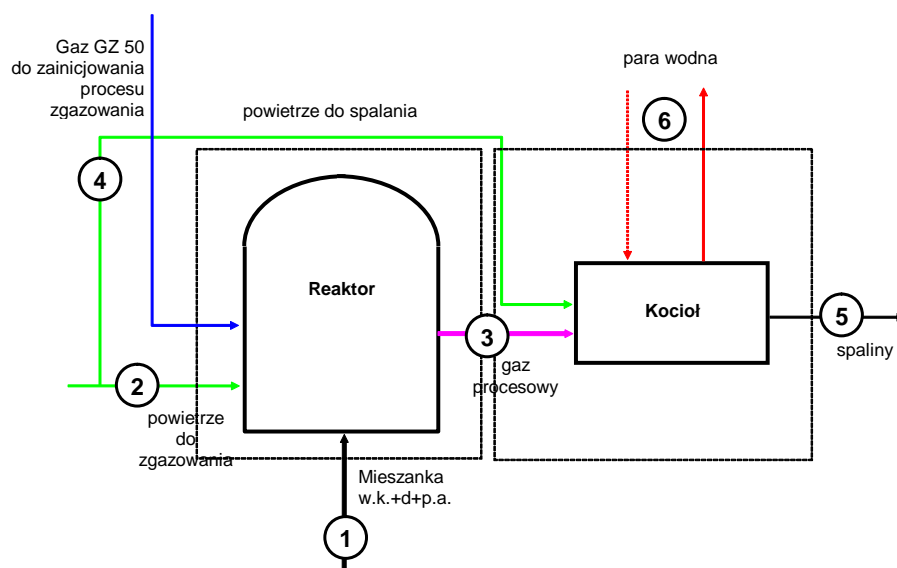 Gaz GZ 50
do zainicjowania
procesu
zgazowania
powietrze do spalania
para wodna
6
4
Reaktor
Kocioł
3
5
gaz
procesowy
spaliny
2
powietrze
do
zgazowania
Mieszanka
w.k.+d+p.a.
1